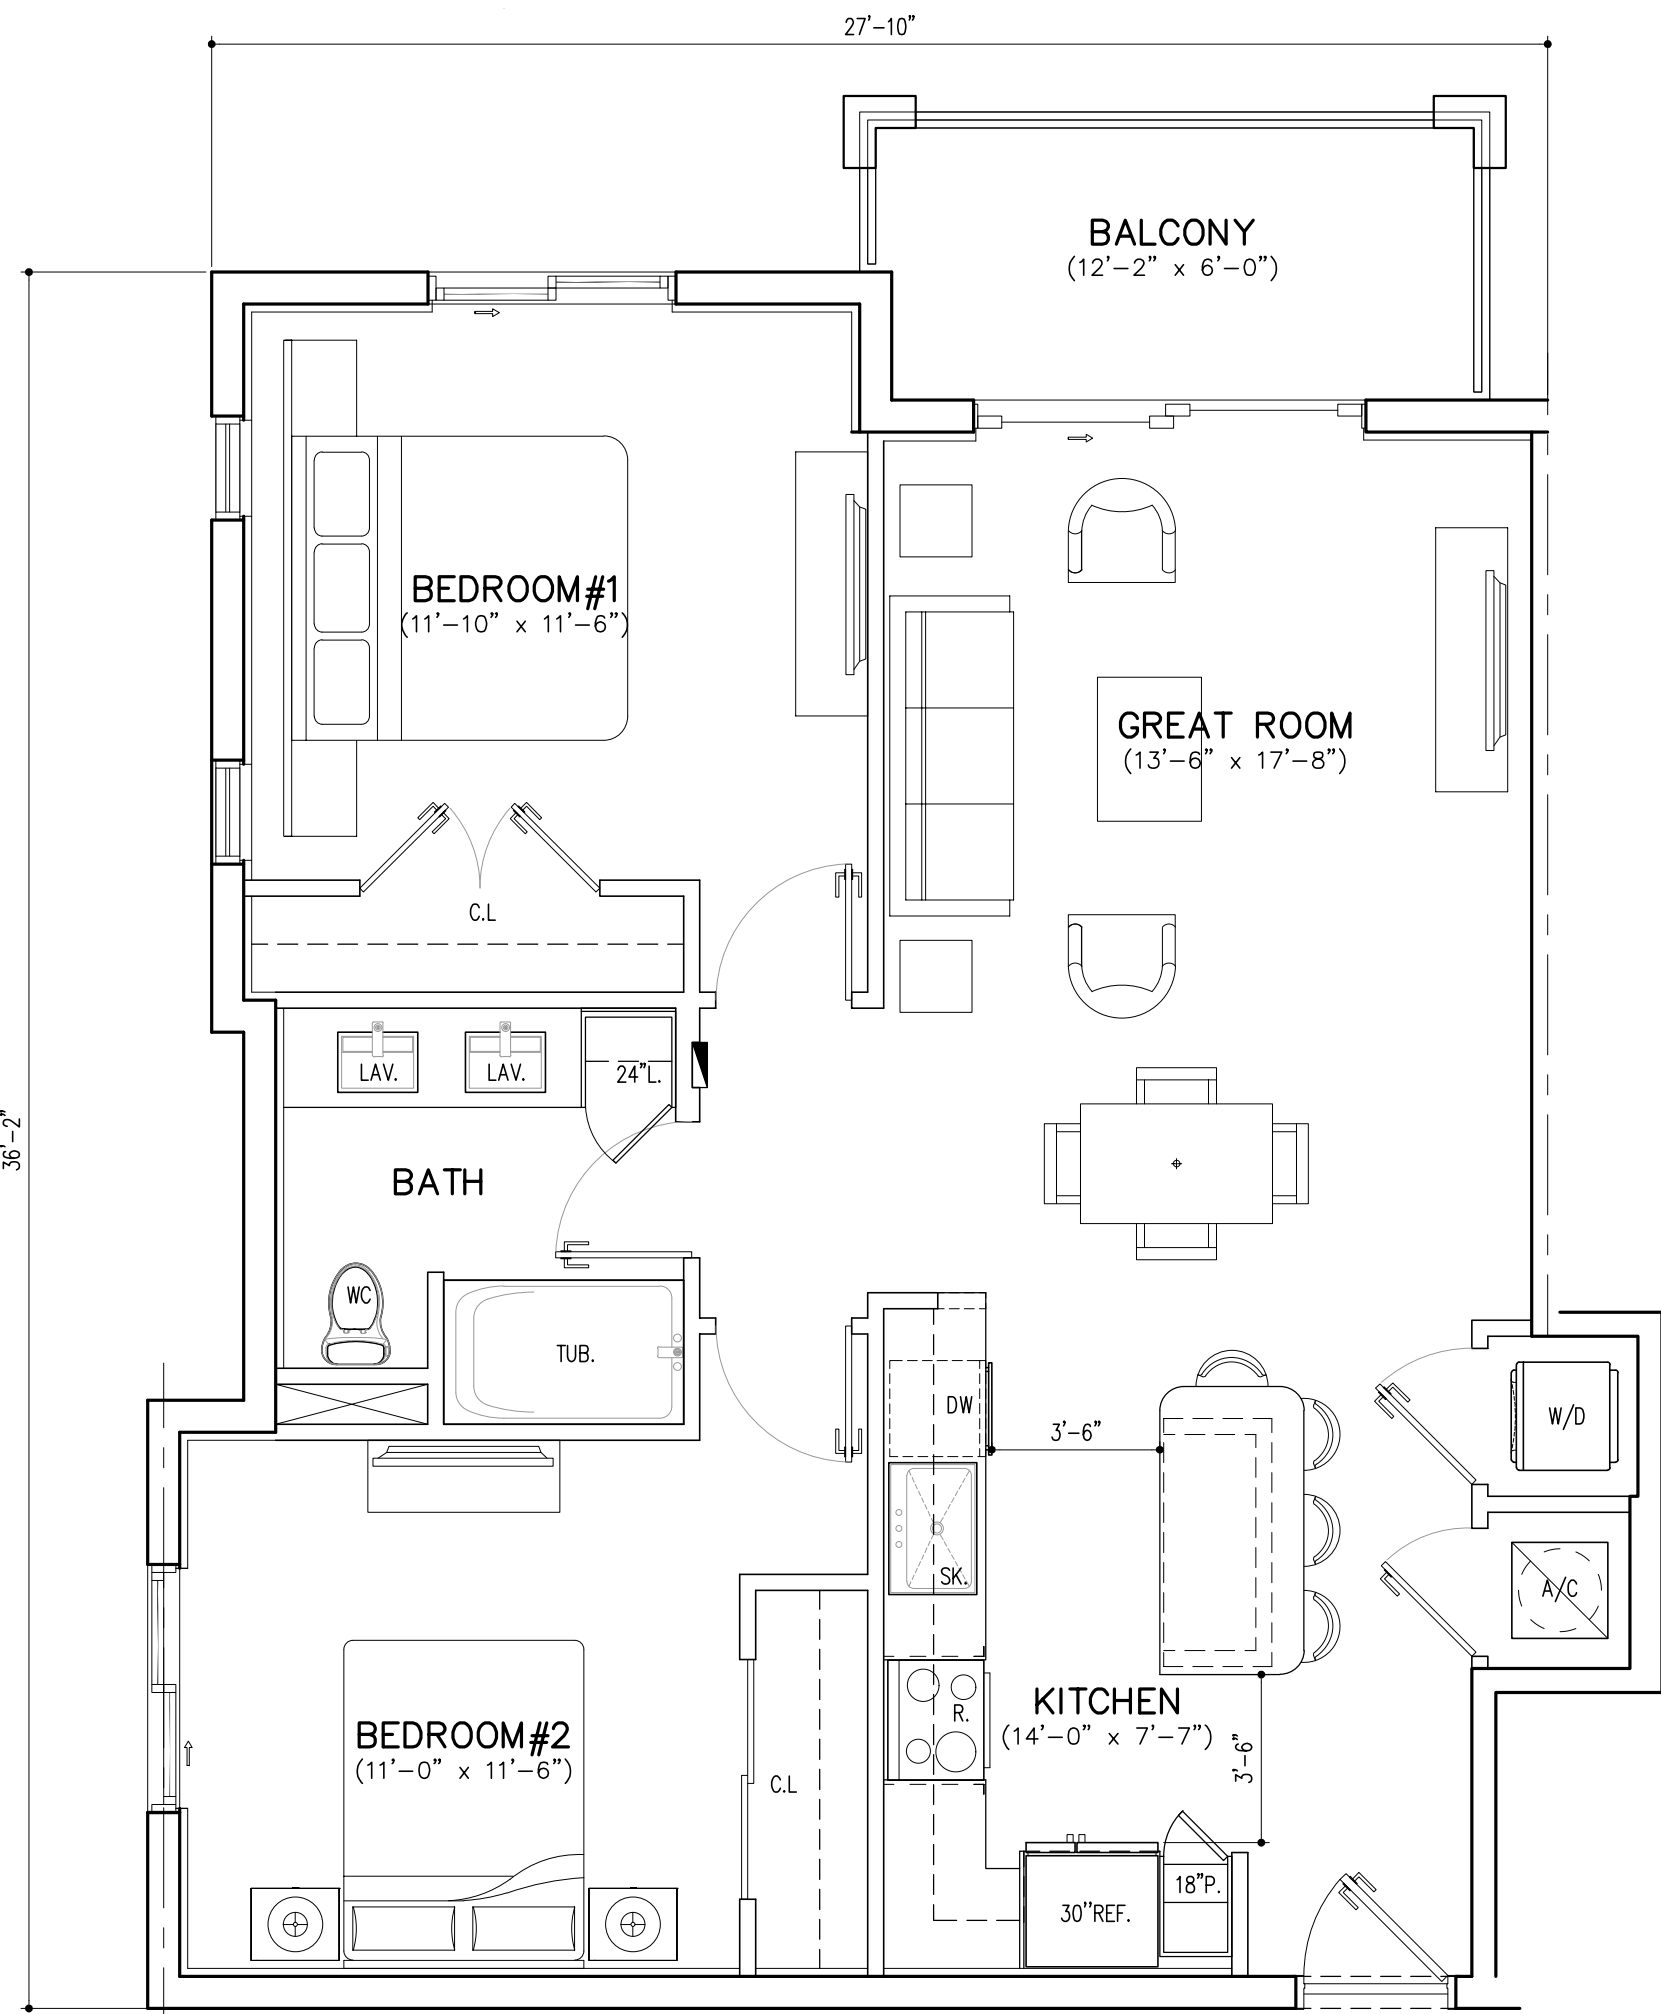 27'-10"
BALCONY
(12'-2" x 6'-0")
BEDROOM#1
(11'-10" x 11'-6")
GREAT ROOM
(13'-6" x 17'-8")
C.L
LAV.
LAV.
24"L.
36'-2"
BATH
WC
TUB.
DW
3'-6"
W/D
SK.
A/C
KITCHEN
(14'-0" x 7'-7")
R.
BEDROOM#2
(11'-0" x 11'-6")
3'-6"
C.L
18"P.
30"REF.